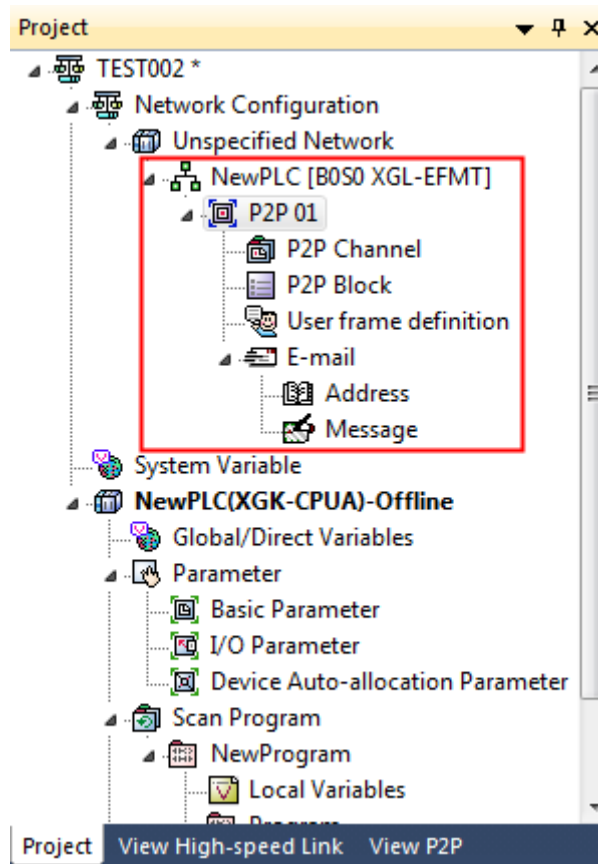 Project
TEST002 *
Network Configuration
Unspecified Network
NewPLC [B0S0 XGL-EFMT]
P2P 01
P2P Channel
P2P Block
User frame definition
E-mail
Address
Message
System Variable
NewPLC(XGK-CPUA)-Offline
Global/Direct Variables
Parameter
Basic Parameter
I/O Parameter
Device Auto-allocation Parameter
Scan Program
NewProgram
Local Variables
Program
Project View High-speed Link View P2P